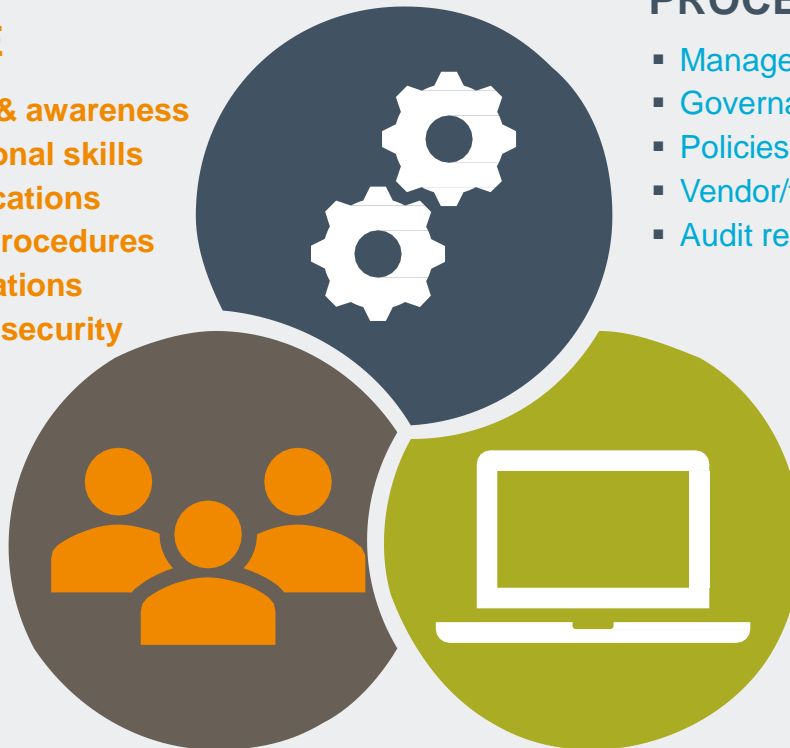 & awareness
onal skills
cations
rocedures
ations
security
PROCE
▪ Manage
▪ Governa
▪ Policies
▪ Vendor/
▪ Audit re